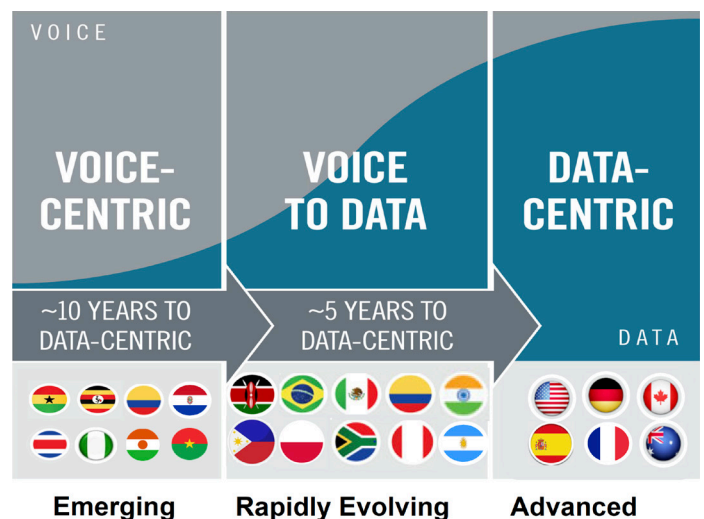 VOICE
VOICE-
CENTRIC
VOICE
TO DATA
DATA-
CENTRIC
~10 YEARS TO
DATA-CENTRIC
~5 YEARS TO
DATA-CENTRIC
DATA
Emerging
Rapidly Evolving
Advanced